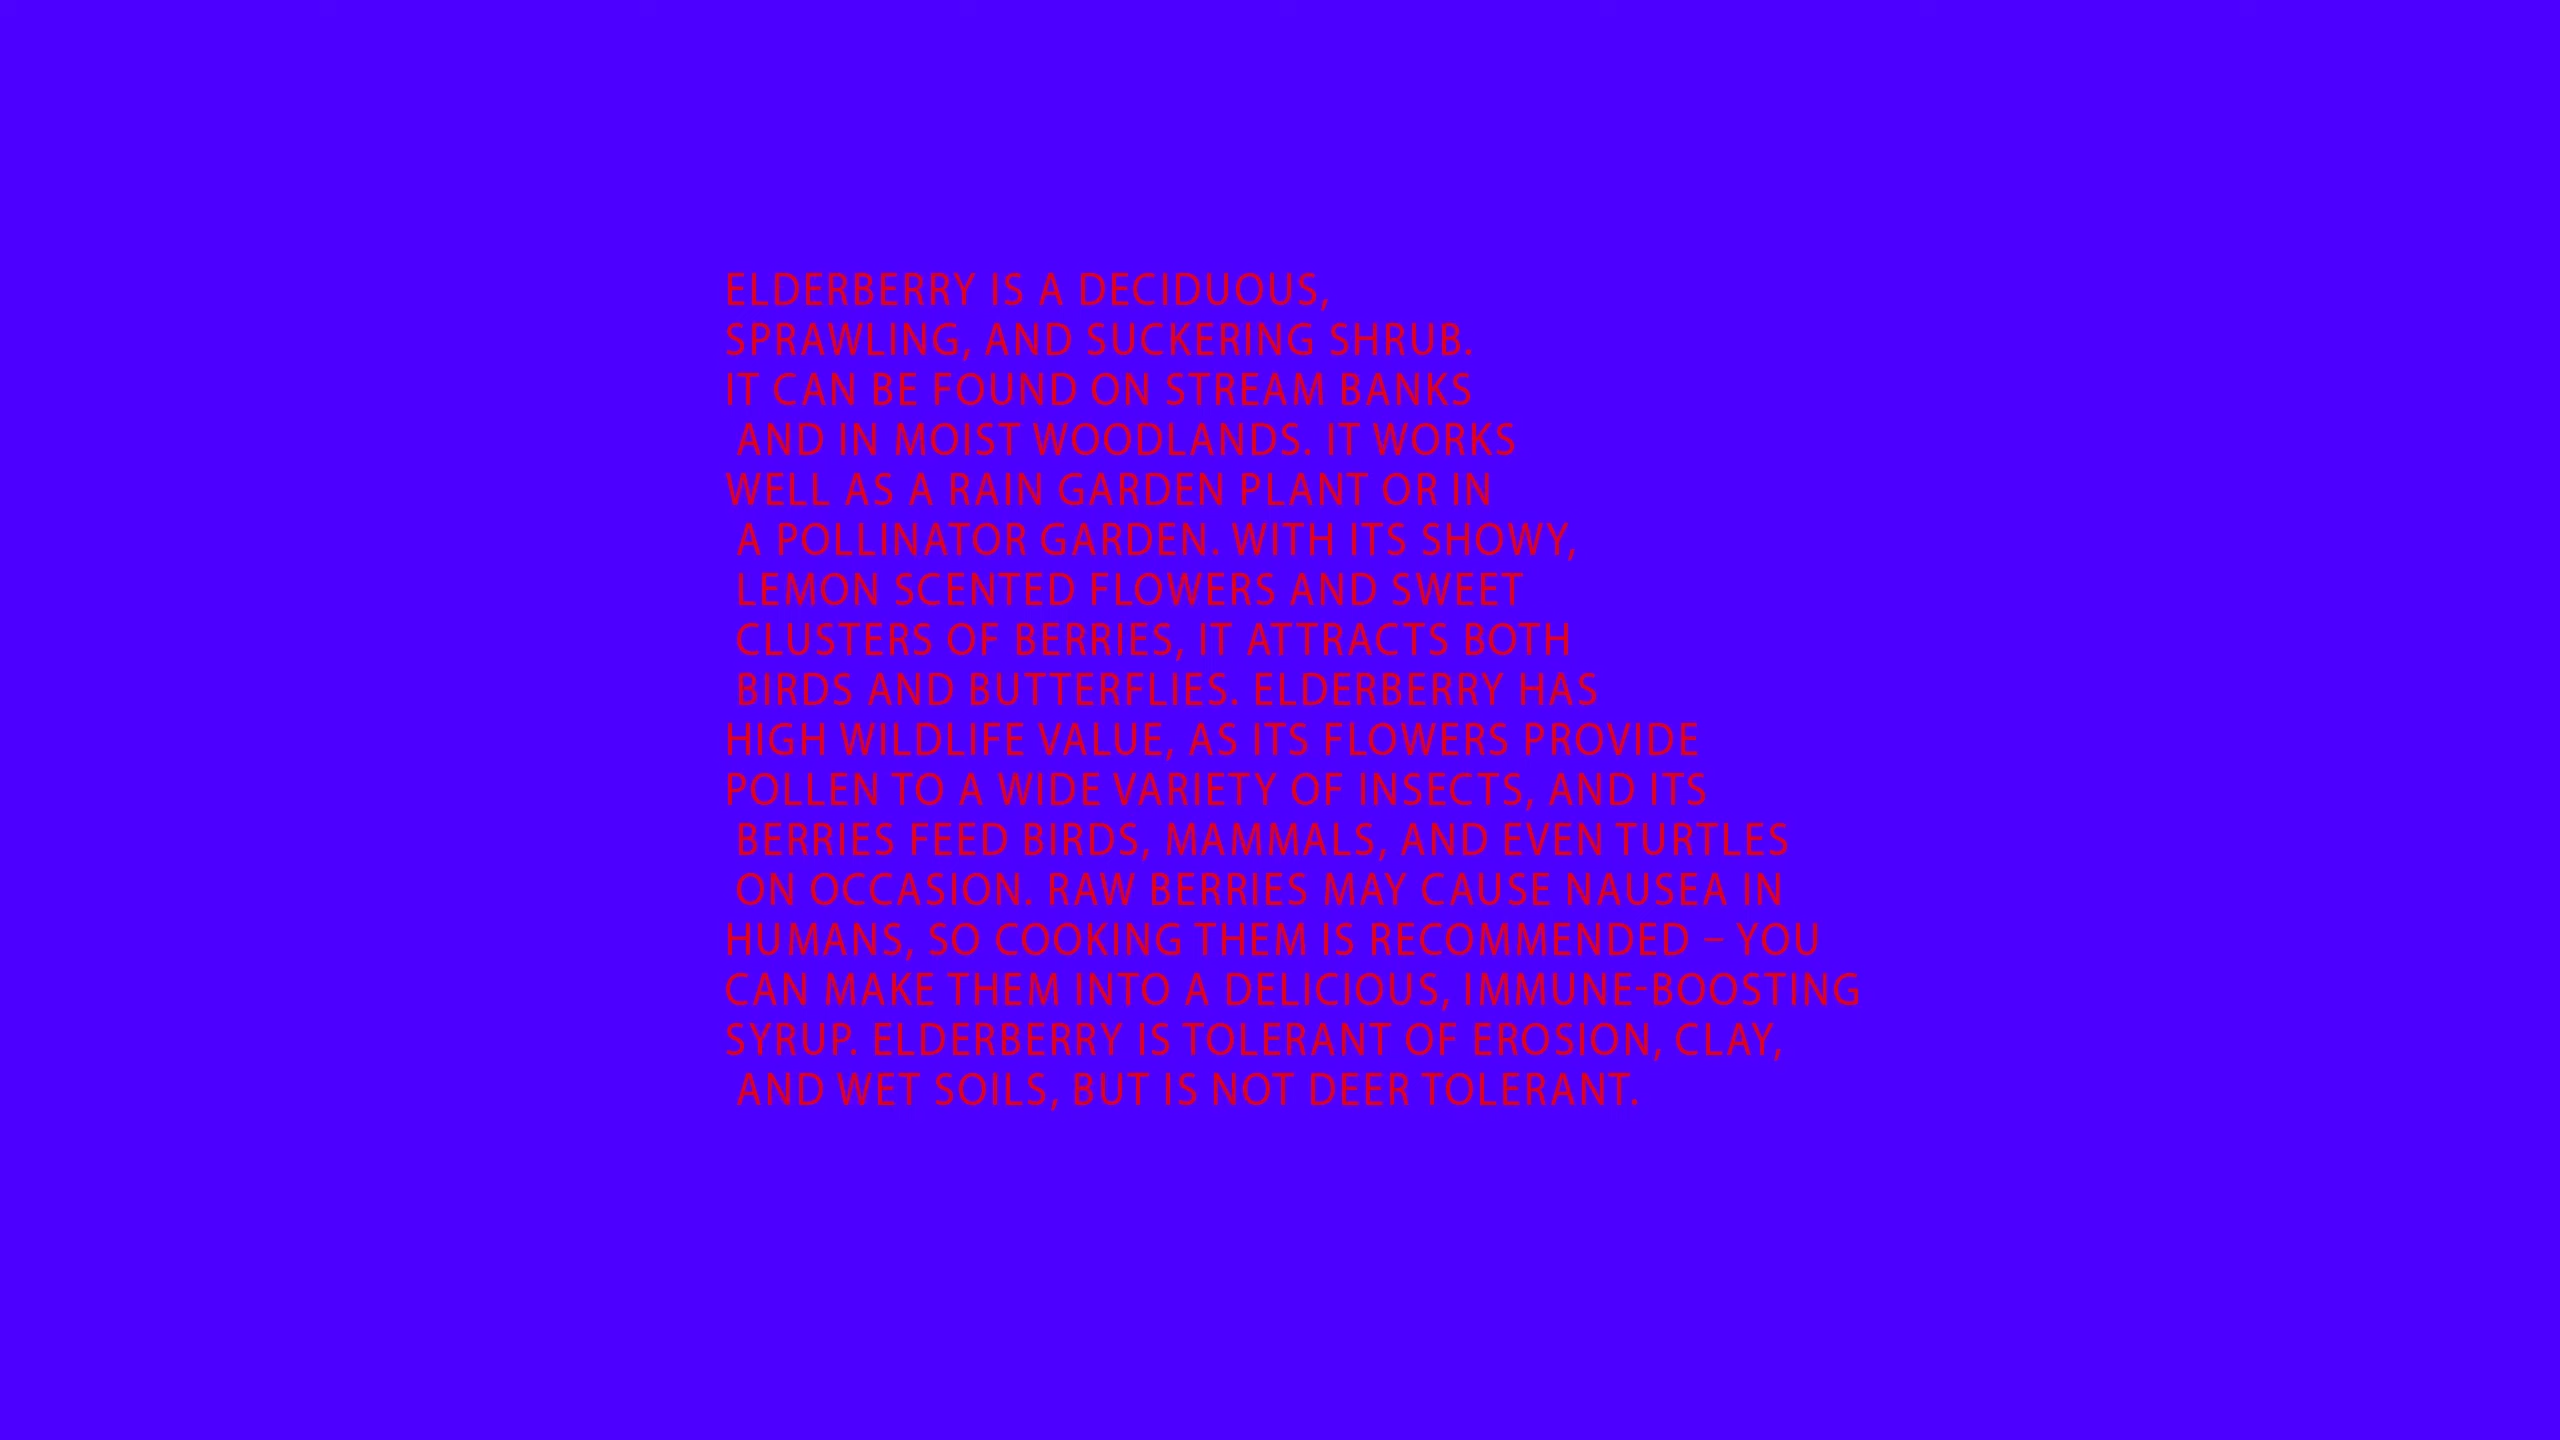 ELDERBERRY IS A DECIDUOUS,
SPRAWLING, AND SUCKERING SHRUB.
IT CAN BE FOUND ON STREAM BANKS
AND IN MOIST WOODLANDS. IT WORKS
WELL AS A RAIN GARDEN PLANT OR IN
A POLLINATOR GARDEN. WITH ITS SHOWY,
LEMON SCENTED FLOWERS AND SWEET
CLUSTERS OF BERRIES, IT ATTRACTS BOTH
BIRDS AND BUTTERFLIES. ELDERBERRY HAS
HIGH WILDLIFE VALUE, AS ITS FLOWERS PROVIDE
POLLEN TO A WIDE VARIETY OF INSECTS, AND ITS
BERRIES FEED BIRDS, MAMMALS, AND EVEN TURTLES
ON OCCASION. RAW BERRIES MAY CAUSE NAUSEA IN
HUMANS, SO COOKING THEM IS RECOMMENDED – YOU
CAN MAKE THEM INTO A DELICIOUS, IMMUNE-BOOSTING
SYRUP. ELDERBERRY IS TOLERANT OF EROSION, CLAY,
AND WET SOILS, BUT IS NOT DEER TOLERANT.